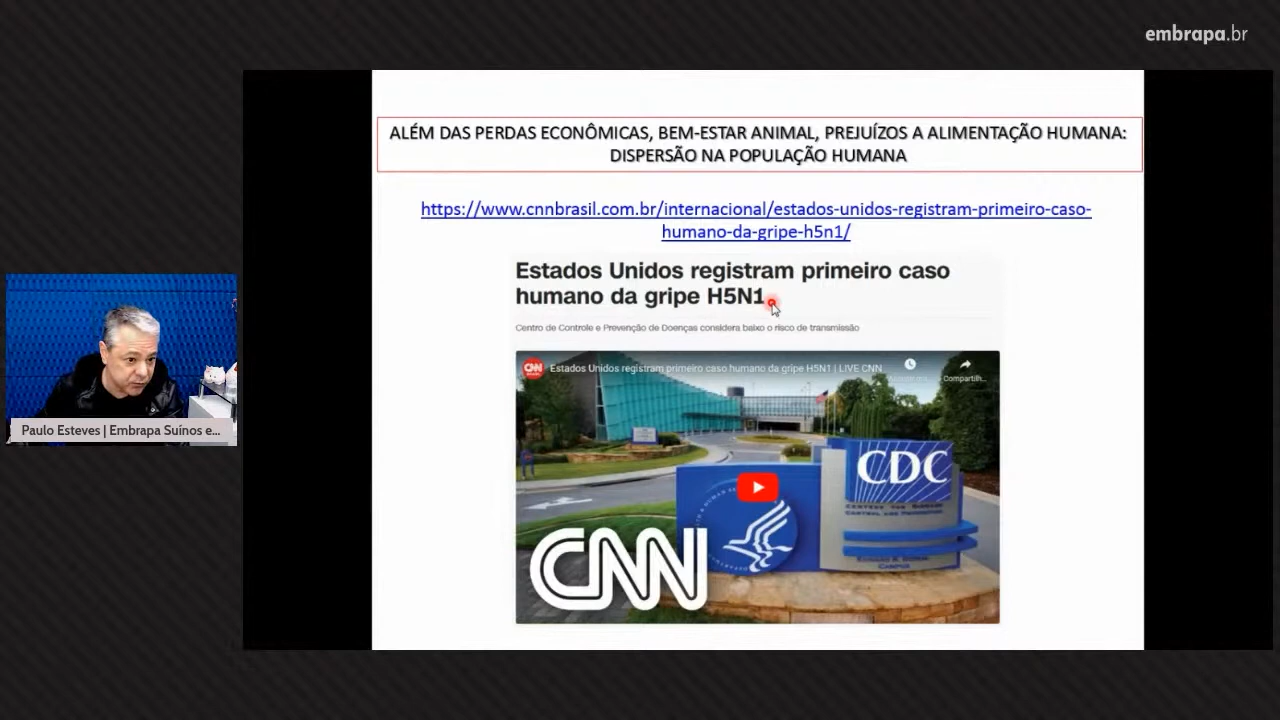 embrapa.br
ALÉM DAS PERDAS ECONÔMICAS, BEM-ESTAR ANIMAL, PREJUÍZOS A ALIMENTAÇÃO HUMANA:
DISPERSÃO NA POPULAÇÃO HUMANA
https://www.cnnbrasil.com.br/internacional/estados-unidos-registram-primeiro-caso-
humano-da-gripe-h5n1/
Estados Unidos registram primeiro caso
humano da gripe H5N1
Centro de Controle e Prevenção de Doenças considera baixo o risco de transmissão
CNN
Estados Unidos registram primeiro caso humano da gripe H5N1 | LIVE CNN
Compartilh...
CDC
CNN
Paulo Esteves | Embrapa Suínos e...